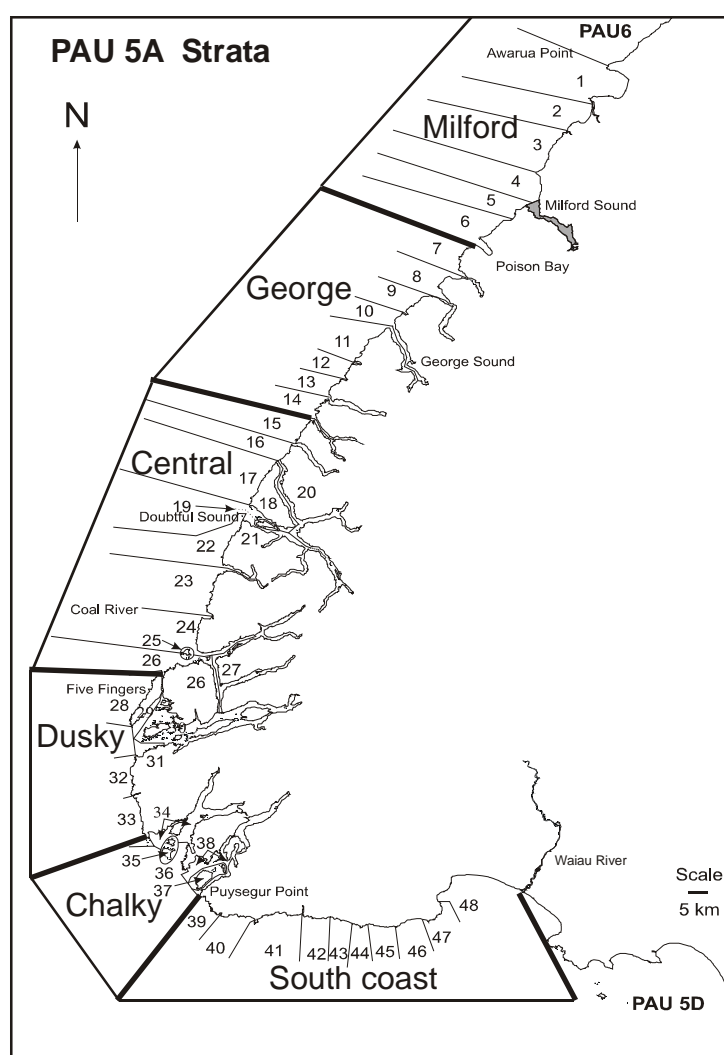 PAU 5A Strata
PAU6
Awarua Point
1
N
2
Milford
3
4
5
Milford Sound
6
7
Poison Bay
8
George
9
10
11
George Sound
12
13
14
15
16
Central
17
20
18
19
Doubtful Sound
21
22
23
Coal River
24
25
26
27
26
Five Fingers
28
29
Dusky
31
32
33
34
35
36
38
37
Puysegur Point
Waiau River
Scale
5 km
Chalky
39
40
41
42
43
44
45
46
47
48
South coast
PAU 5D